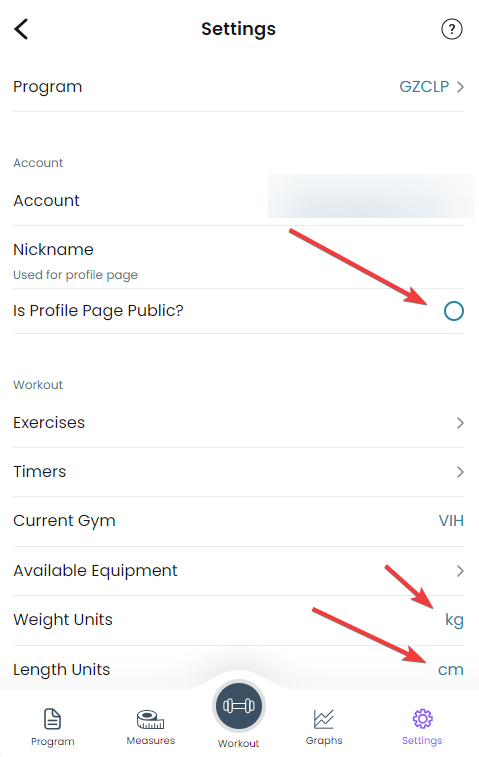 Settings
?
Program GZCLP
Account
Account
Nickname
Used for profile page
Is Profile Page Public?
Workout
Exercises
Timers
Current Gym VIH
Available Equipment
Weight Units kg
Length Units cm
Program Measures Workout Graphs Settings